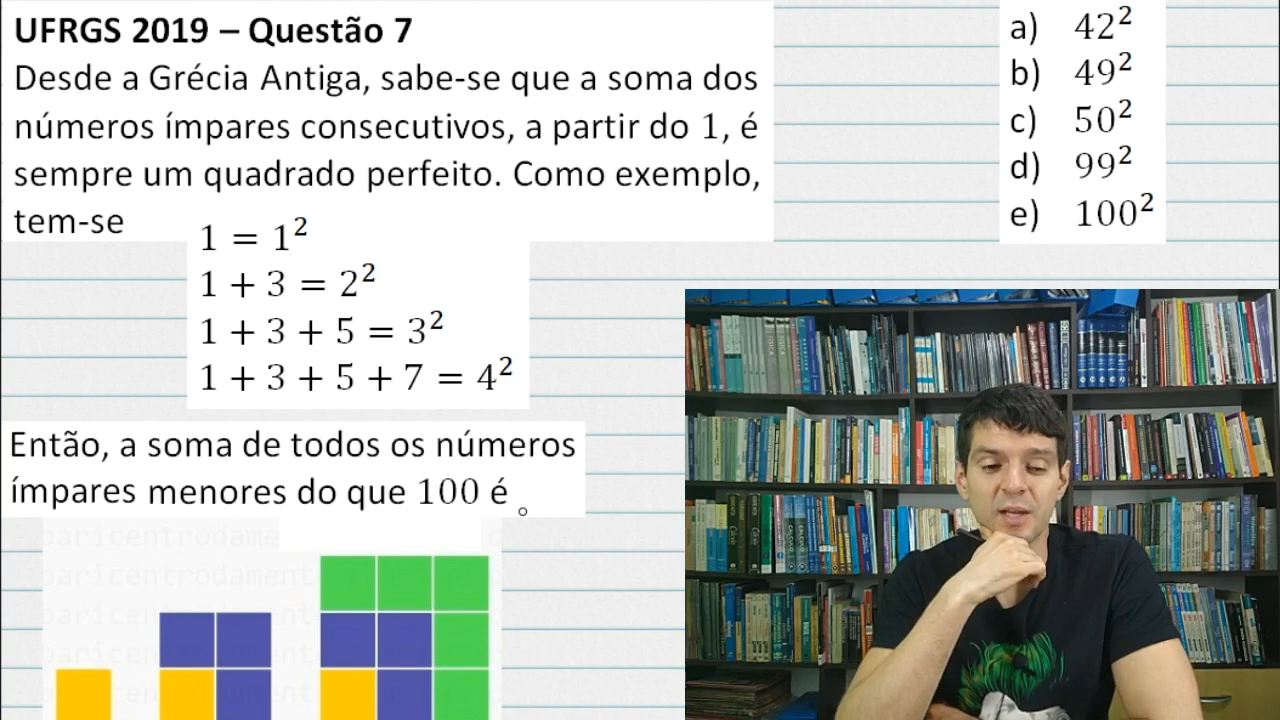 UFRGS 2019 – Questão 7
Desde a Grécia Antiga, sabe-se que a soma dos
números ímpares consecutivos, a partir do 1, é
sempre um quadrado perfeito. Como exemplo,
tem-se
1 = 1²
1 + 3 = 2²
1 + 3 + 5 = 3²
1 + 3 + 5 + 7 = 4²
Então, a soma de todos os números
ímpares menores do que 100 é
a) 42²
b) 49²
c) 50²
d) 99²
e) 100²